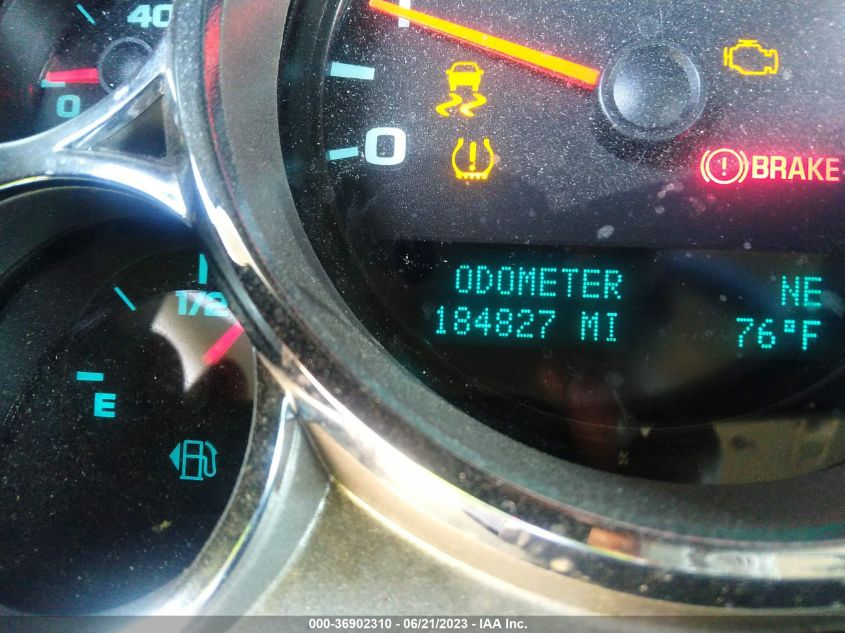 40
0
0
BRAKE
ODOMETER NE
184827 MI 76°F
1/2
E
000-36902310 - 06/21/2023 - IAA Inc.